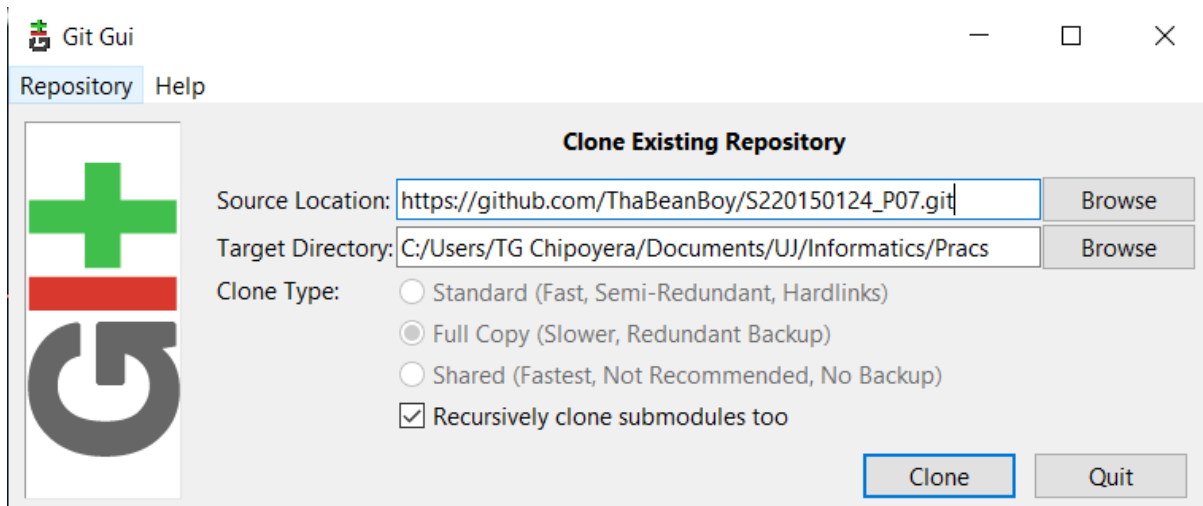 Git Gui
Repository Help
Clone Existing Repository
Source Location: https://github.com/ThaBeanBoy/S220150124_P07.git Browse
Target Directory: C:/Users/TG Chipoyera/Documents/UJ/Informatics/Pracs Browse
Clone Type: Standard (Fast, Semi-Redundant, Hardlinks)
Full Copy (Slower, Redundant Backup)
Shared (Fastest, Not Recommended, No Backup)
Recursively clone submodules too
Clone Quit
GIt